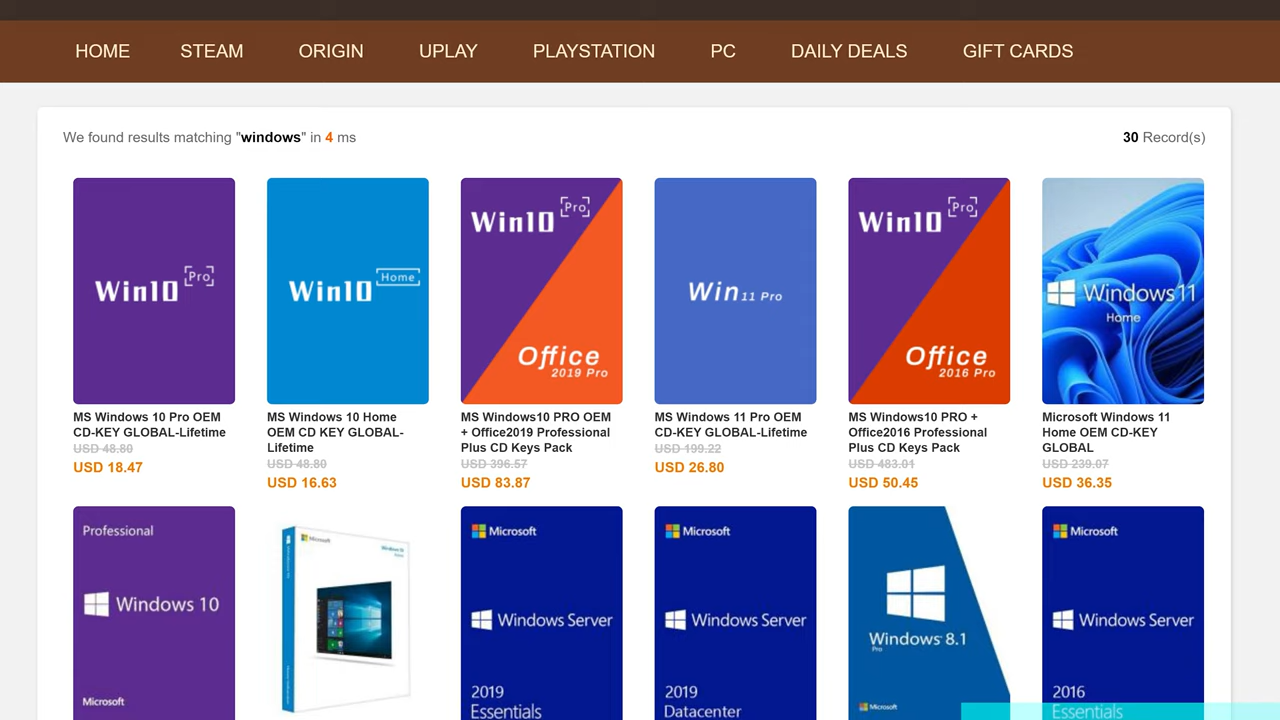 HOME STEAM ORIGIN UPLAY PLAYSTATION PC DAILY DEALS GIFT CARDS
We found results matching "windows" in 4 ms
30 Record(s)
Win10 [Pro]
Win10 [Home]
Win10 [Pro]
Office
2019 Pro
Win 11 Pro
Win10 [Pro]
Office
2016 Pro
Windows 11
Home
MS Windows 10 Pro OEM
CD-KEY GLOBAL-Lifetime
USD 48.80
USD 18.47
MS Windows 10 Home
OEM CD KEY GLOBAL-
Lifetime
USD 48.80
USD 16.63
MS Windows10 PRO OEM
+ Office2019 Professional
Plus CD Keys Pack
USD 396.57
USD 83.87
MS Windows 11 Pro OEM
CD-KEY GLOBAL-Lifetime
USD 199.22
USD 26.80
MS Windows10 PRO +
Office2016 Professional
Plus CD Keys Pack
USD 483.01
USD 50.45
Microsoft Windows 11
Home OEM CD-KEY
GLOBAL
USD 239.07
USD 36.35
Professional
Windows 10
Microsoft
Microsoft
Windows 10
Microsoft
Windows Server
2019
Essentials
Microsoft
Windows Server
2019
Datacenter
Windows 8.1
Pro
Microsoft
Microsoft
Windows Server
2016
Essentials